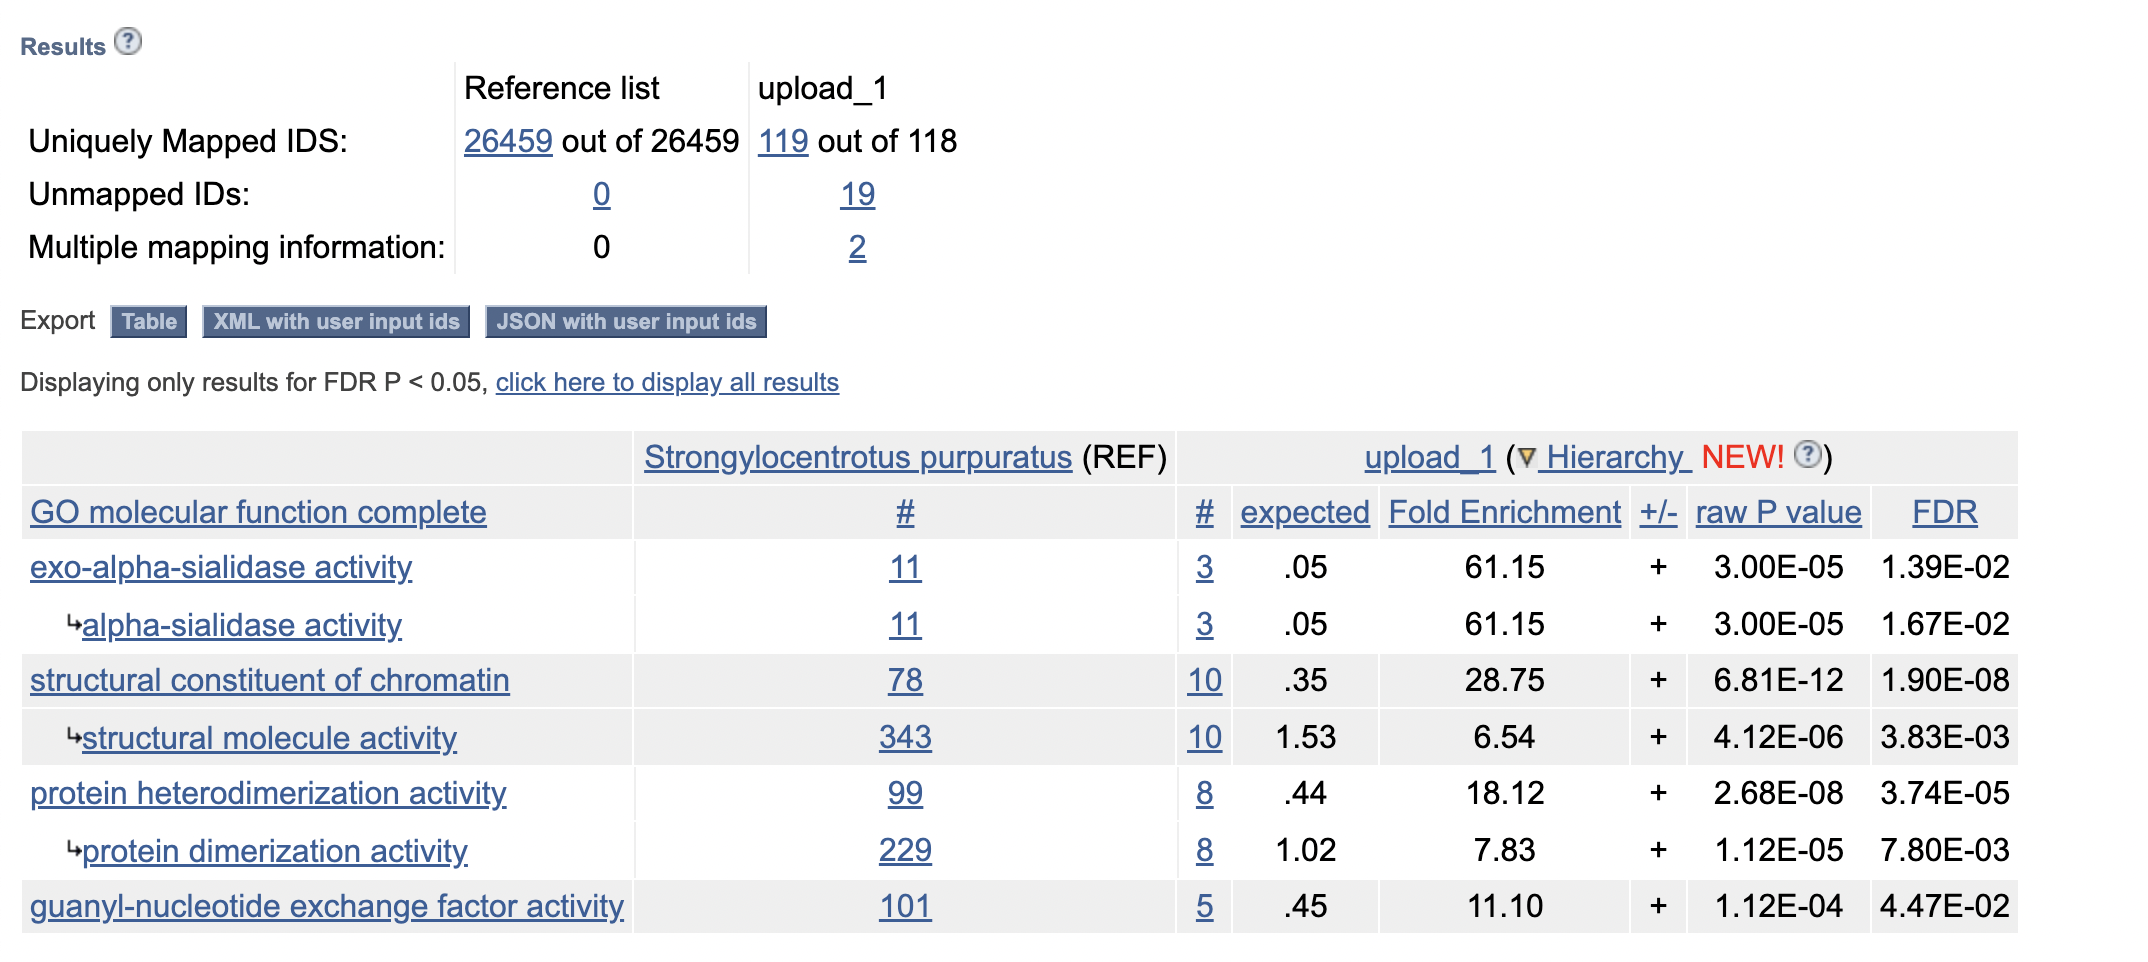 Results ?
Reference list upload_1
Uniquely Mapped IDS: 26459 out of 26459 119 out of 118
Unmapped IDs: 0 19
Multiple mapping information: 0 2
Export Table XML with user input ids JSON with user input ids
Displaying only results for FDR P < 0.05, click here to display all results
Strongylocentrotus purpuratus (REF) upload_1 (▼ Hierarchy NEW! ?)
GO molecular function complete # # expected Fold Enrichment +/- raw P value FDR
exo-alpha-sialidase activity 11 3 .05 61.15 + 3.00E-05 1.39E-02
↳alpha-sialidase activity 11 3 .05 61.15 + 3.00E-05 1.67E-02
structural constituent of chromatin 78 10 .35 28.75 + 6.81E-12 1.90E-08
↳structural molecule activity 343 10 1.53 6.54 + 4.12E-06 3.83E-03
protein heterodimerization activity 99 8 .44 18.12 + 2.68E-08 3.74E-05
↳protein dimerization activity 229 8 1.02 7.83 + 1.12E-05 7.80E-03
guanyl-nucleotide exchange factor activity 101 5 .45 11.10 + 1.12E-04 4.47E-02